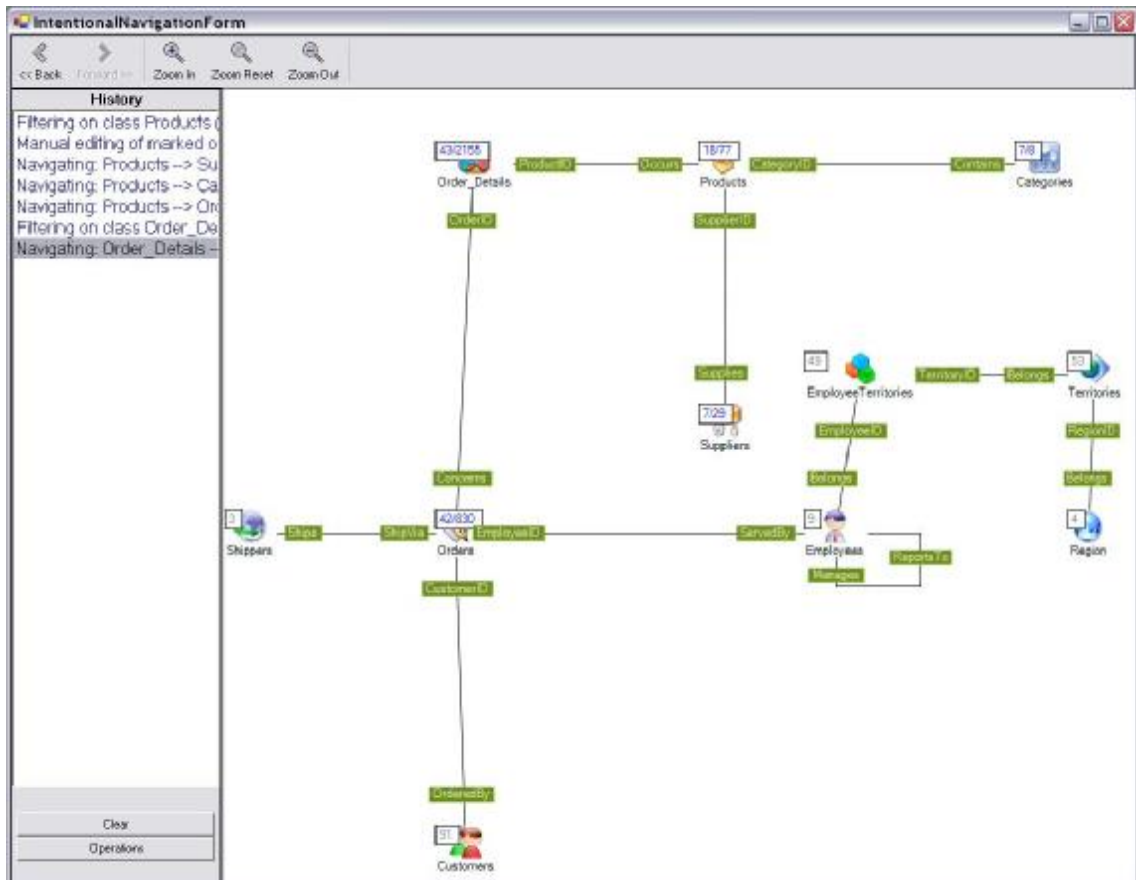 IntentionalNavigationForm
<< Back
Forward >>
Zoom In
Zoom Reset
Zoom Out
History
Filtering on class Products (
Manual editing of marked o
Navigating: Products --> Su
Navigating: Products --> Ca
Navigating: Products --> Ord
Filtering on class Order_De
Navigating: Order_Details --
43/2155
Order_Details
ProductID
Occurs
18/77
Products
CategoryID
Contains
7/8
Categories
OrderID
SupplierID
Supplies
7/29
Suppliers
49
EmployeeTerritories
TerritoryID
Belongs
53
Territories
EmployeeID
RegionID
Belongs
Belongs
Concerns
3
Shippers
Ships
ShipVia
42/830
Orders
EmployeeID
ServedBy
9
Employees
ReportsTo
Manages
4
Region
CustomerID
OrderedBy
91
Customers
Clear
Operations